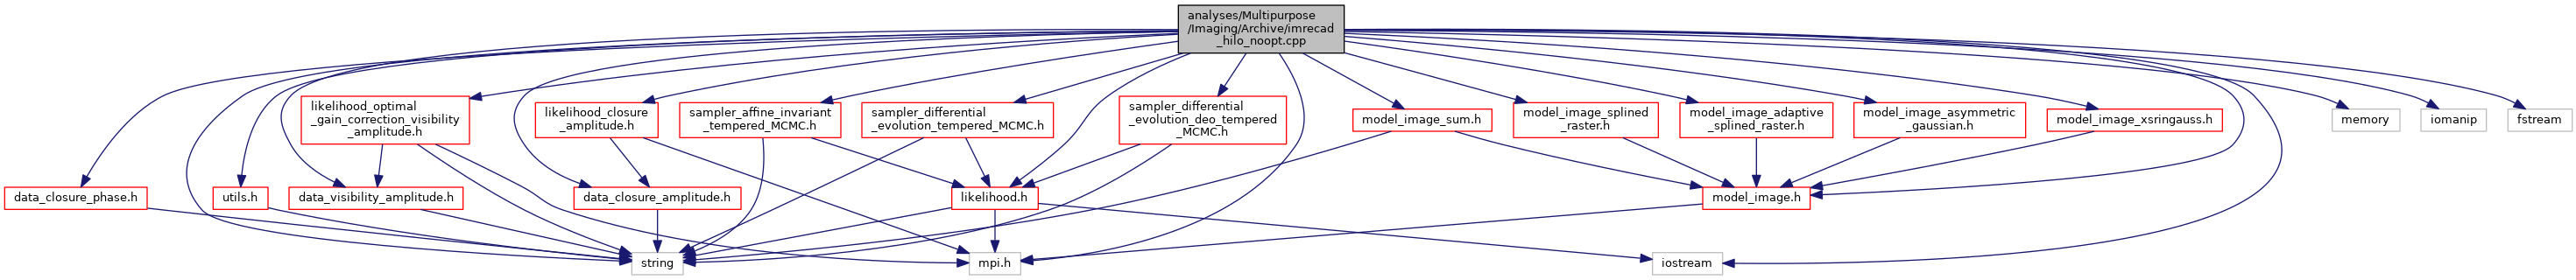 analyses/Multipurpose
/Imaging/Archive/imrecad
_hilo_noopt.cpp
likelihood_optimal
_gain_correction_visibility
_amplitude.h
likelihood_closure
_amplitude.h
sampler_affine_invariant
_tempered_MCMC.h
sampler_differential
_evolution_tempered_MCMC.h
sampler_differential
_evolution_deo_tempered
_MCMC.h
model_image_sum.h
model_image_splined
_raster.h
model_image_adaptive
_splined_raster.h
model_image_asymmetric
_gaussian.h
model_image_xsringauss.h
memory
iomanip
fstream
data_closure_phase.h
utils.h
data_visibility_amplitude.h
data_closure_amplitude.h
likelihood.h
model_image.h
string
mpi.h
iostream